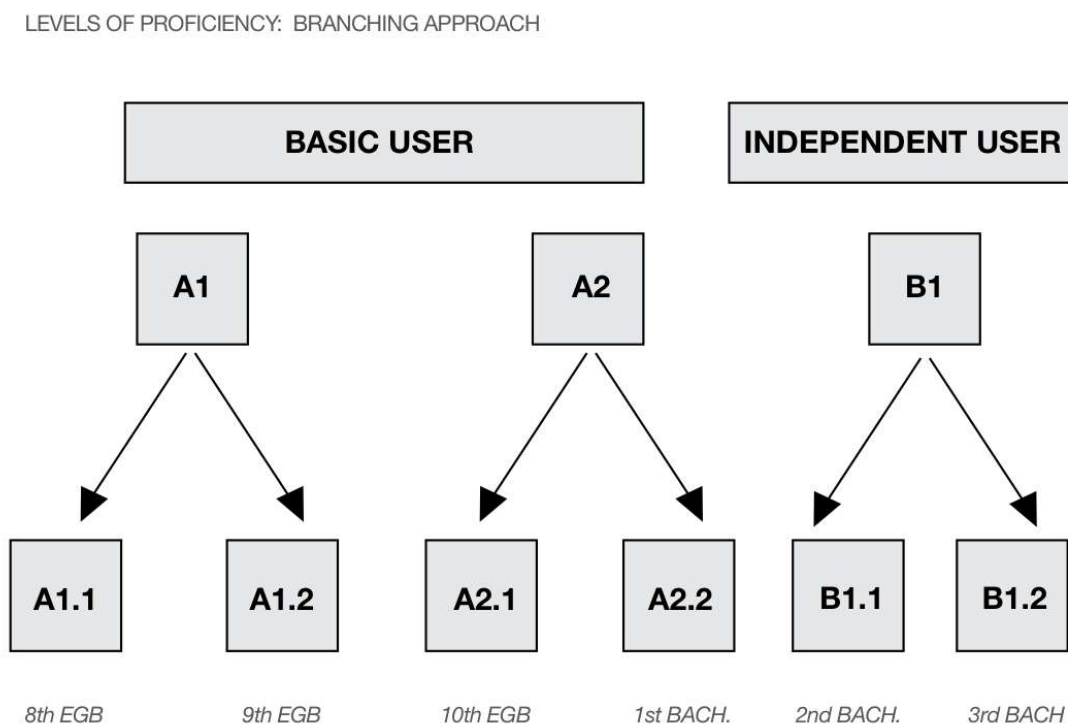 LEVELS OF PROFICIENCY: BRANCHING APPROACH
BASIC USER
INDEPENDENT USER
A1
A2
B1
A1.1
A1.2
A2.1
A2.2
B1.1
B1.2
8th EGB
9th EGB
10th EGB
1st BACH.
2nd BACH.
3rd BACH